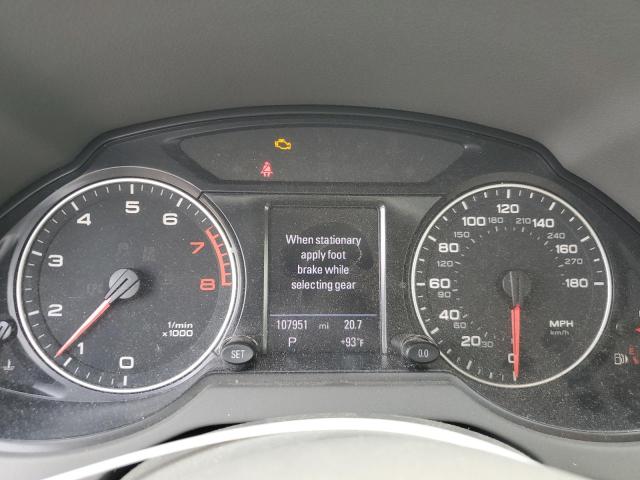 4 5 6
3 7
2 8
1 0
1/min
x1000
When stationary
apply foot
brake while
selecting gear
107951 mi 20.7
P +93°F
SET
0.0
120
100 180 210 140
80 150 240 160
60 120 270 180
40 90
20 60 30 0
MPH
km/h
E